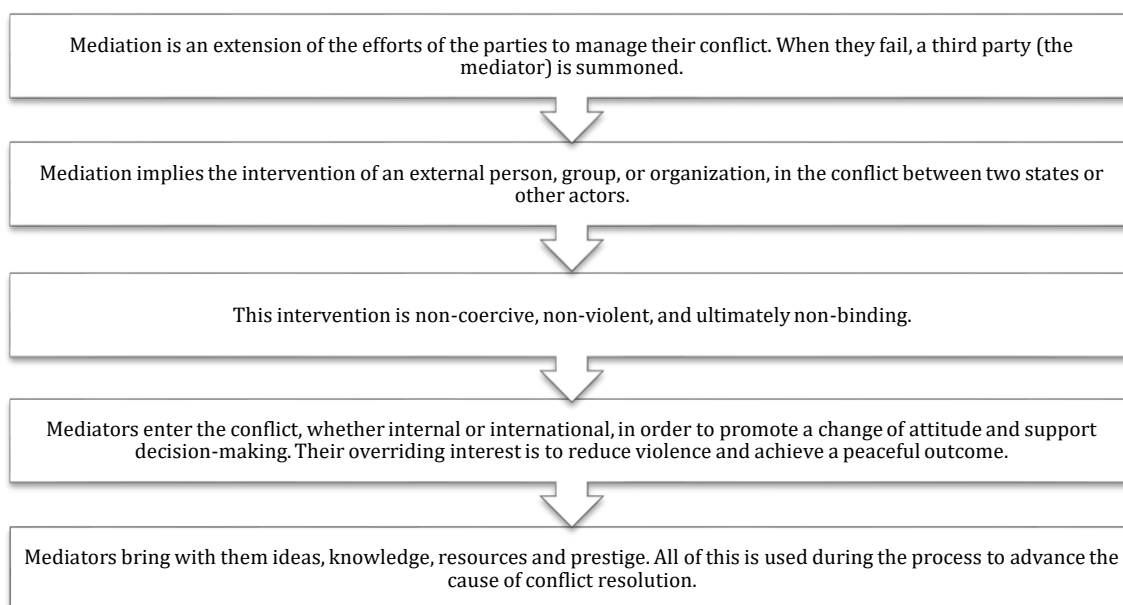 Mediation is an extension of the efforts of the parties to manage their conflict. When they fail, a third party (the
mediator) is summoned.
Mediation implies the intervention of an external person, group, or organization, in the conflict between two states or
other actors.
This intervention is non-coercive, non-violent, and ultimately non-binding.
Mediators enter the conflict, whether internal or international, in order to promote a change of attitude and support
decision-making. Their overriding interest is to reduce violence and achieve a peaceful outcome.
Mediators bring with them ideas, knowledge, resources and prestige. All of this is used during the process to advance the
cause of conflict resolution.